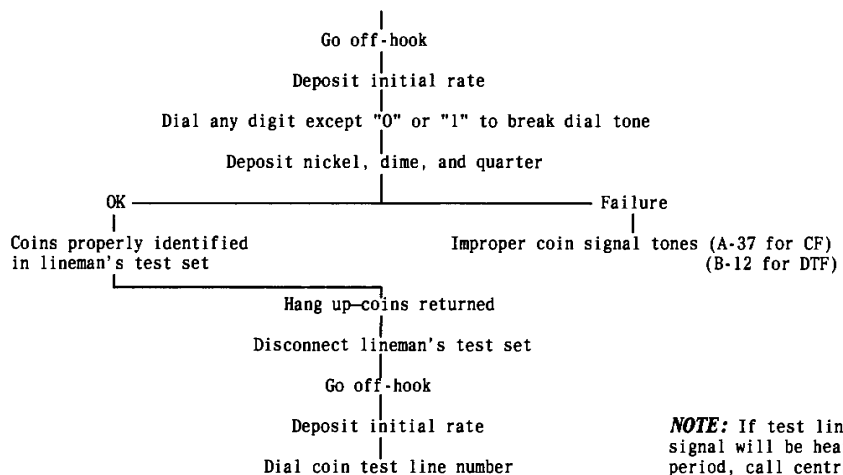 Go off-hook
Deposit initial rate
Dial any digit except "0" or "1" to break dial tone
Deposit nickel, dime, and quarter
OK
Failure
Coins properly identified
in lineman's test set
Improper coin signal tones (A-37 for CF)
(B-12 for DTF)
Hang up—coins returned
Disconnect lineman's test set
Go off-hook
Deposit initial rate
Dial coin test line number
NOTE: If test
signal will be
period, call